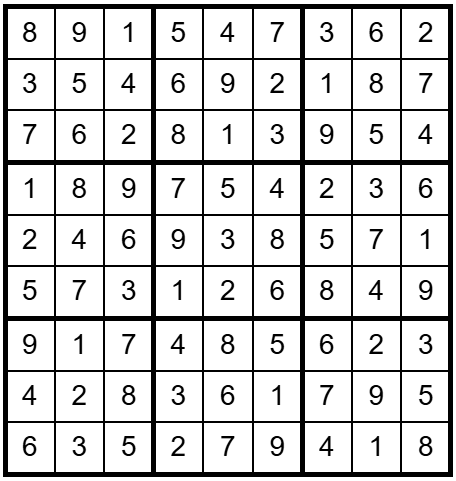 8 9 1 5 4 7 3 6 2
3 5 4 6 9 2 1 8 7
7 6 2 8 1 3 9 5 4
1 8 9 7 5 4 2 3 6
2 4 6 9 3 8 5 7 1
5 7 3 1 2 6 8 4 9
9 1 7 4 8 5 6 2 3
4 2 8 3 6 1 7 9 5
6 3 5 2 7 9 4 1 8